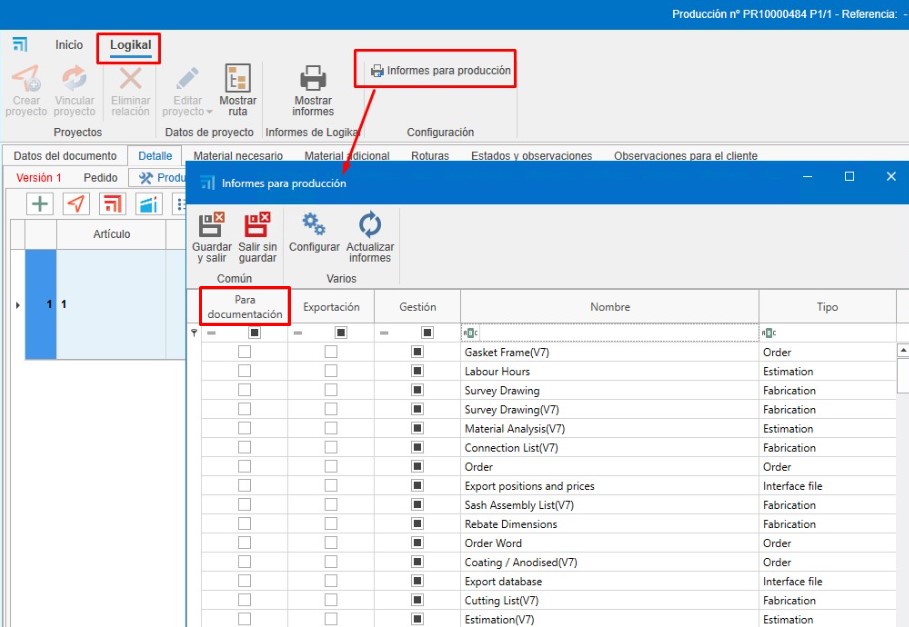 Producción nº PR10000484 P1/1 - Referencia: -
Inicio
Logikal
Crear proyecto
Vincular proyecto
Eliminar relación
Editar proyecto
Mostrar ruta
Mostrar informes
Informes para producción
Proyectos
Datos de proyecto
Informes de Logikal
Configuración
Datos del documento
Detalle
Material necesario
Material adicional
Roturas
Estados y observaciones
Observaciones para el cliente
Versión 1
Pedido
Produ
Artículo
1 1
Informes para producción
Guardar y salir
Salir sin guardar
Configurar
Actualizar informes
Común
Varios
Para documentación
Exportación
Gestión
Nombre
Tipo
Gasket Frame(V7) Order
Labour Hours Estimation
Survey Drawing Fabrication
Survey Drawing(V7) Fabrication
Material Analysis(V7) Estimation
Connection List(V7) Fabrication
Order Order
Export positions and prices Interface file
Sash Assembly List(V7) Fabrication
Rebate Dimensions Fabrication
Order Word Order
Coating / Anodised(V7) Order
Export database Interface file
Cutting List(V7) Fabrication
Estimation(V7) Estimation